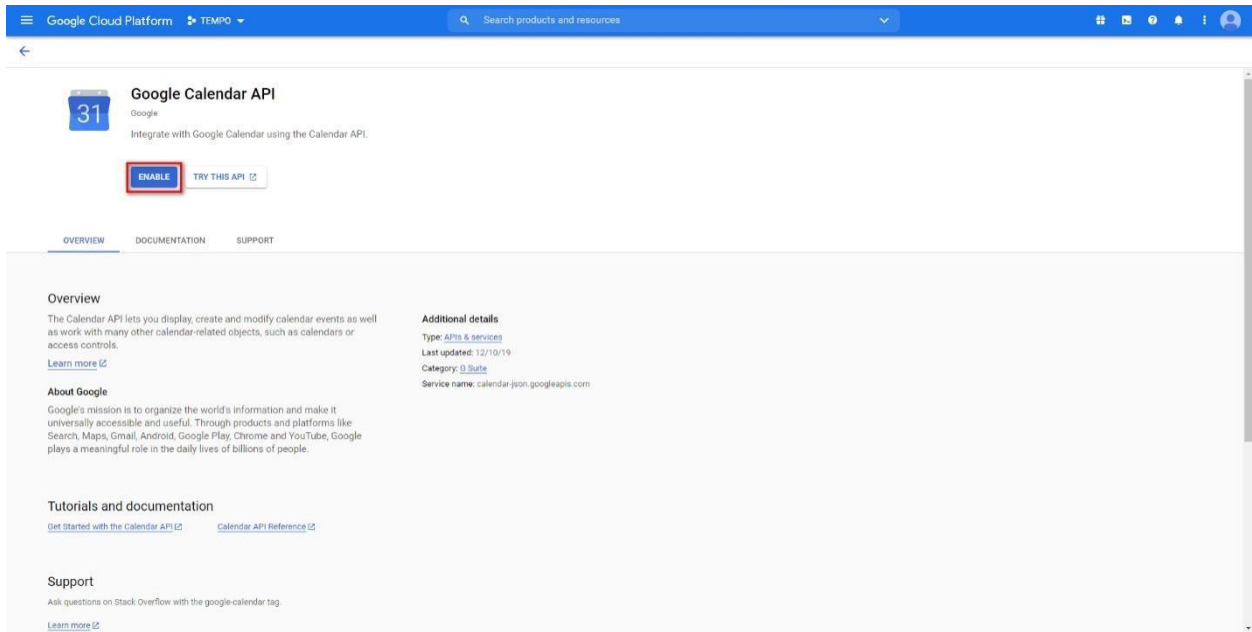 Google Cloud Platform TEMPO Search products and resources
Google Calendar API
31
Google
Integrate with Google Calendar using the Calendar API.
ENABLE TRY THIS API
OVERVIEW DOCUMENTATION SUPPORT
Overview
The Calendar API lets you display, create and modify calendar events as well
as work with many other calendar-related objects, such as calendars or
access controls.
Learn more
About Google
Google's mission is to organize the world's information and make it
universally accessible and useful. Through products and platforms like
Search, Maps, Gmail, Android, Google Play, Chrome and YouTube, Google
plays a meaningful role in the daily lives of billions of people.
Additional details
Type: APIs & services
Last updated: 12/10/19
Category: G Suite
Service name: calendar-json.googleapis.com
Tutorials and documentation
Get Started with the Calendar API Calendar API Reference
Support
Ask questions on Stack Overflow with the google-calendar tag.
Learn more